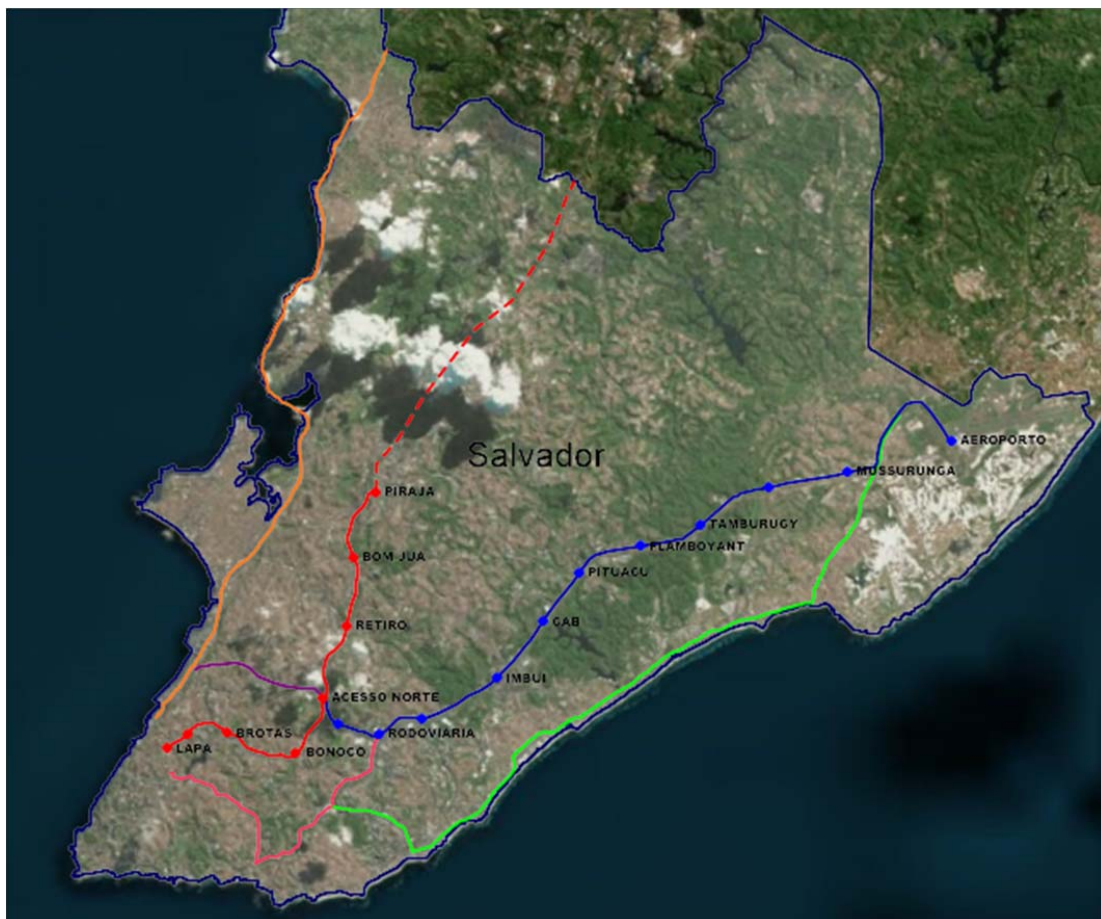 Salvador
AEROPORTO
MUSSURUNGA
PIRAJA
TAMBURUGY
BOM JUA
FLAMBOYANT
PITUACU
RETIRO
CAB
IMBUI
ACESSO NORTE
BROTAS
RODOVIARIA
LAPA
BONOCO